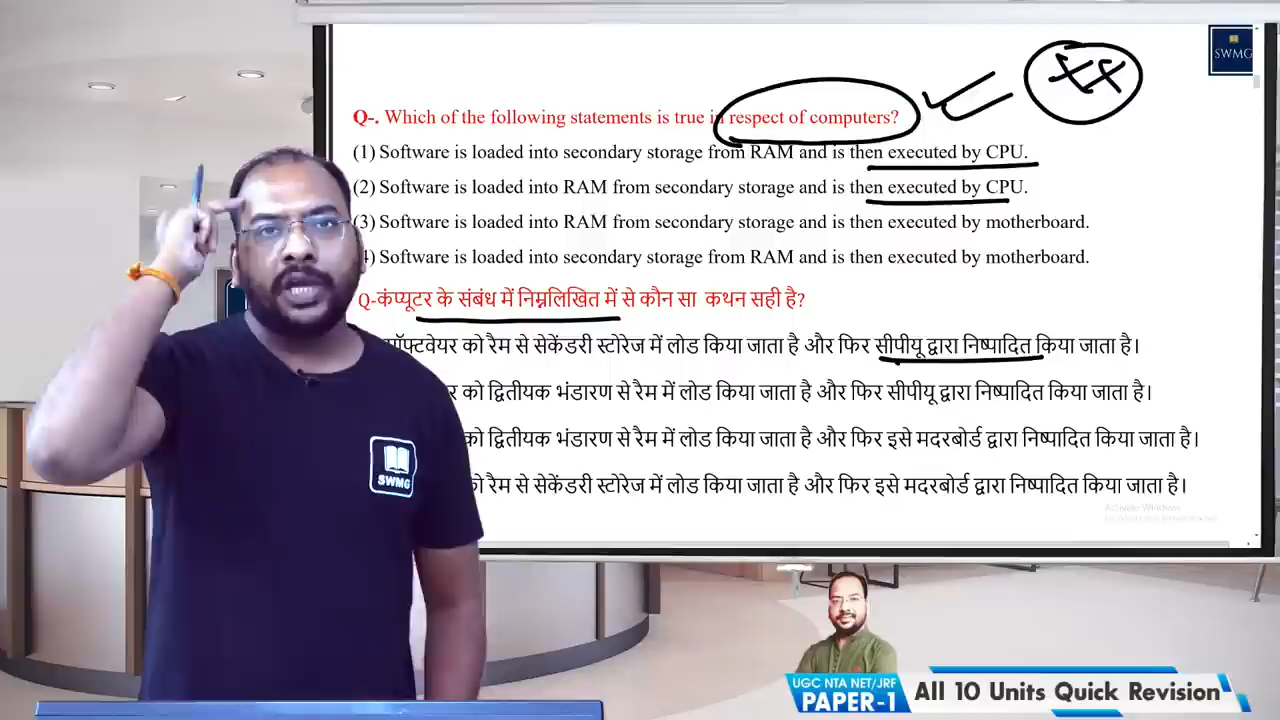 SWMG
Q-. Which of the following statements is true in respect of computers?
(1) Software is loaded into secondary storage from RAM and is then executed by CPU.
(2) Software is loaded into RAM from secondary storage and is then executed by CPU.
(3) Software is loaded into RAM from secondary storage and is then executed by motherboard.
4) Software is loaded into secondary storage from RAM and is then executed by motherboard.
Q-कंप्यूटर के संबंध में निम्नलिखित में से कौन सा कथन सही है?
को रैम से सेकेंडरी स्टोरेज में लोड किया जाता है और फिर सीपीयू द्वारा निष्पादित किया जाता है।
को द्वितीयक भंडारण से रैम में लोड किया जाता है और फिर सीपीयू द्वारा निष्पादित किया जाता है।
को द्वितीयक भंडारण से रैम में लोड किया जाता है और फिर इसे मदरबोर्ड द्वारा निष्पादित किया जाता है।
को रैम से सेकेंडरी स्टोरेज में लोड किया जाता है और फिर इसे मदरबोर्ड द्वारा निष्पादित किया जाता है।
SWMG
Activate Windows
UGC NTA NET/JRF
PAPER-1
All 10 Units Quick Revision